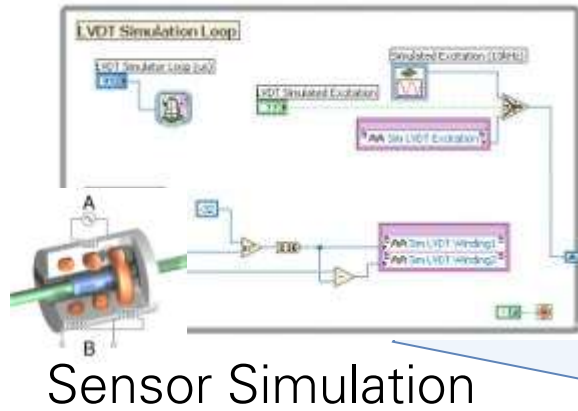 LVDT Simulation Loop
LVDT Simulator Loop (us)
Simulated Excitation (10kHz)
LVDT Simulated Excitation
Sim LVDT Excitation
A
Sim LVDT Winding1
Sim LVDT Winding2
B
Sensor Simulation